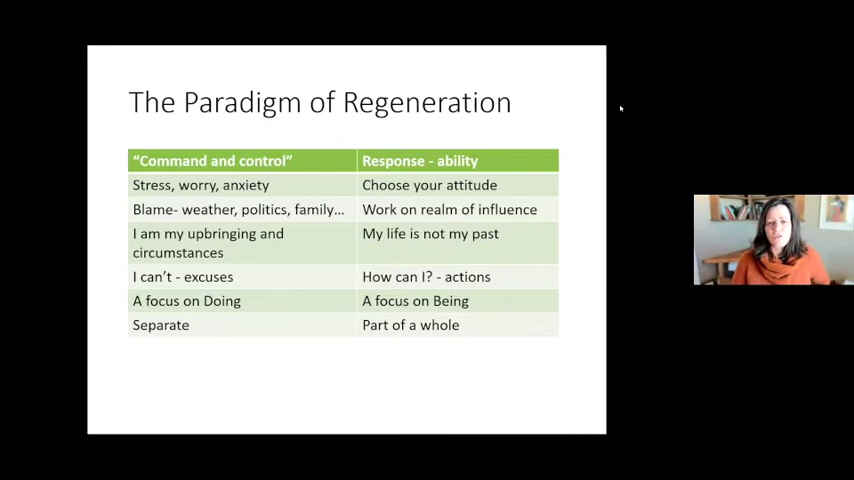 The Paradigm of Regeneration
“Command and control” Response - ability
Stress, worry, anxiety Choose your attitude
Blame- weather, politics, family… Work on realm of influence
I am my upbringing and My life is not my past
circumstances
I can’t - excuses How can I? - actions
A focus on Doing A focus on Being
Separate Part of a whole